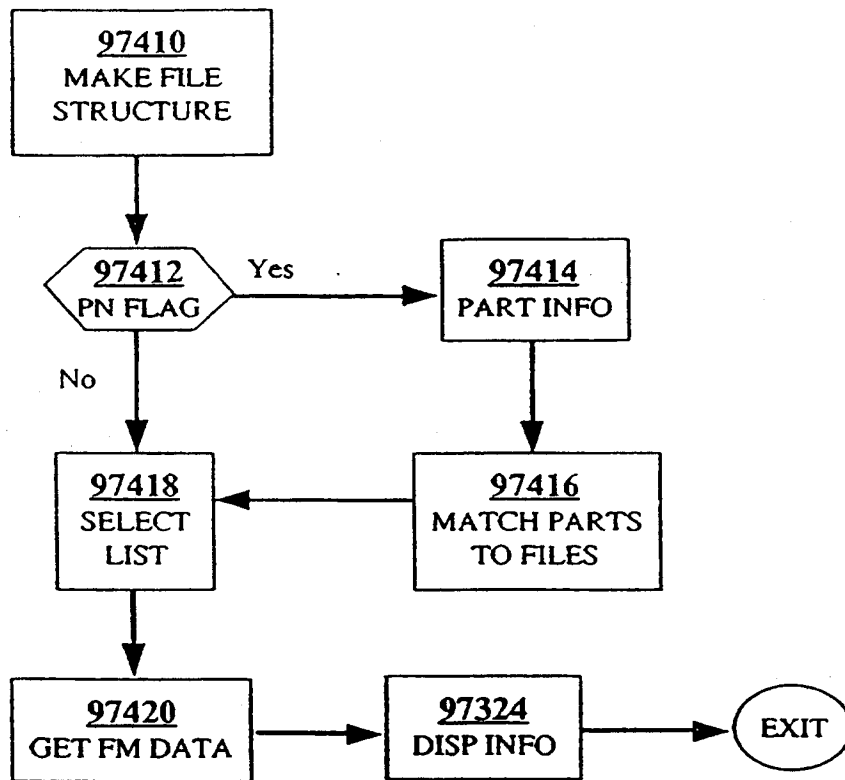 97410
MAKE FILE
STRUCTURE
97412
PN FLAG
Yes
97414
PART INFO
No
97418
SELECT
LIST
97416
MATCH PARTS
TO FILES
97420
GET FM DATA
97324
DISP INFO
EXIT